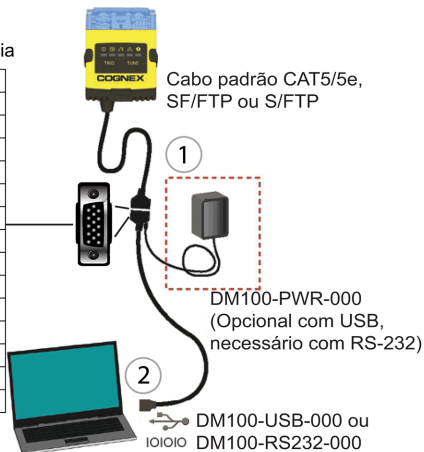 ia
COGNEX
TRIG TUNE
Cabo padrão CAT5/5e,
SF/FTP ou S/FTP
1
DM100-PWR-000
(Opcional com USB,
necessário com RS-232)
2
DM100-USB-000 ou
IOIOIO DM100-RS232-000